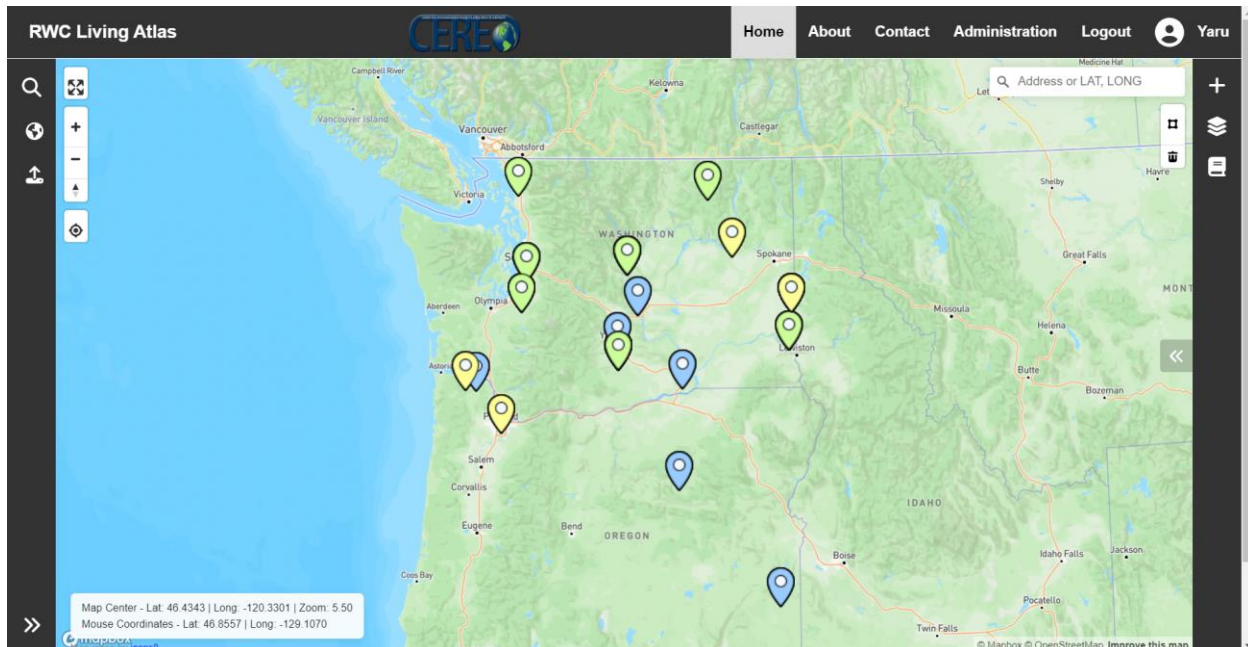 RWC Living Atlas
CEREO
Home About Contact Administration Logout Yaru
Address or LAT, LONG
Campbell River
Kelowna
Medicine Hat
Vancouver Island
Vancouver
Castlegar
Abbotsford
Victoria
Shelby
Havre
WASHINGTON
Spokane
Great Falls
Olympia
Aberdeen
MONT
Missoula
Helena
Astoria
Butte
Bozeman
Salem
Corvallis
IDAHO
Eugene
Bend
OREGON
Boise
Idaho Falls
Jackson
Coos Bay
Pocatello
Twin Falls
Map Center - Lat: 46.4343 | Long: -120.3301 | Zoom: 5.50
Mouse Coordinates - Lat: 46.8557 | Long: -129.1070
mapbox
© Mapbox © OpenStreetMap Improve this map